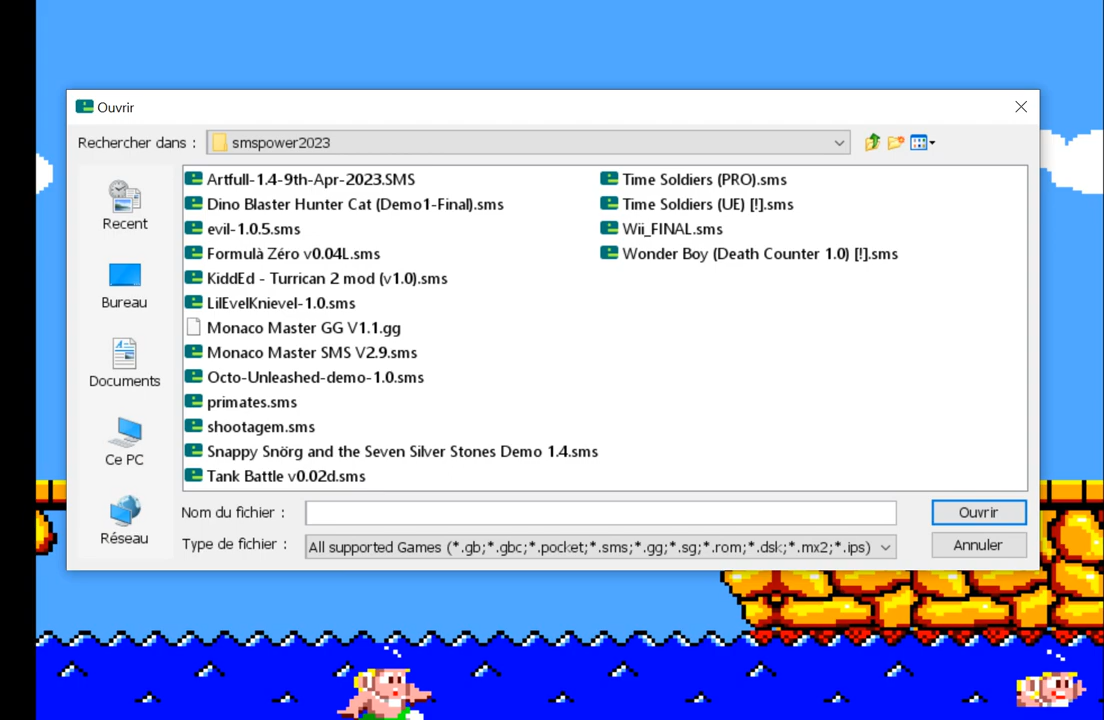 Ouvrir
Rechercher dans :
smspower2023
Recent
Bureau
Documents
Ce PC
Réseau
Artfull-1.4-9th-Apr-2023.SMS
Dino Blaster Hunter Cat (Demo1-Final).sms
evil-1.0.5.sms
Formulà Zéro v0.04L.sms
KiddEd - Turrican 2 mod (v1.0).sms
LilEvelKnievel-1.0.sms
Monaco Master GG V1.1.gg
Monaco Master SMS V2.9.sms
Octo-Unleashed-demo-1.0.sms
primates.sms
shootagem.sms
Snappy Snörg and the Seven Silver Stones Demo 1.4.sms
Tank Battle v0.02d.sms
Time Soldiers (PRO).sms
Time Soldiers (UE) [!].sms
Wii_FINAL.sms
Wonder Boy (Death Counter 1.0) [!].sms
Nom du fichier :
Ouvrir
Type de fichier :
All supported Games (*.gb;*.gbc;*.pocket;*.sms;*.gg;*.sg;*.rom;*.dsk;*.mx2;*.ips)
Annuler